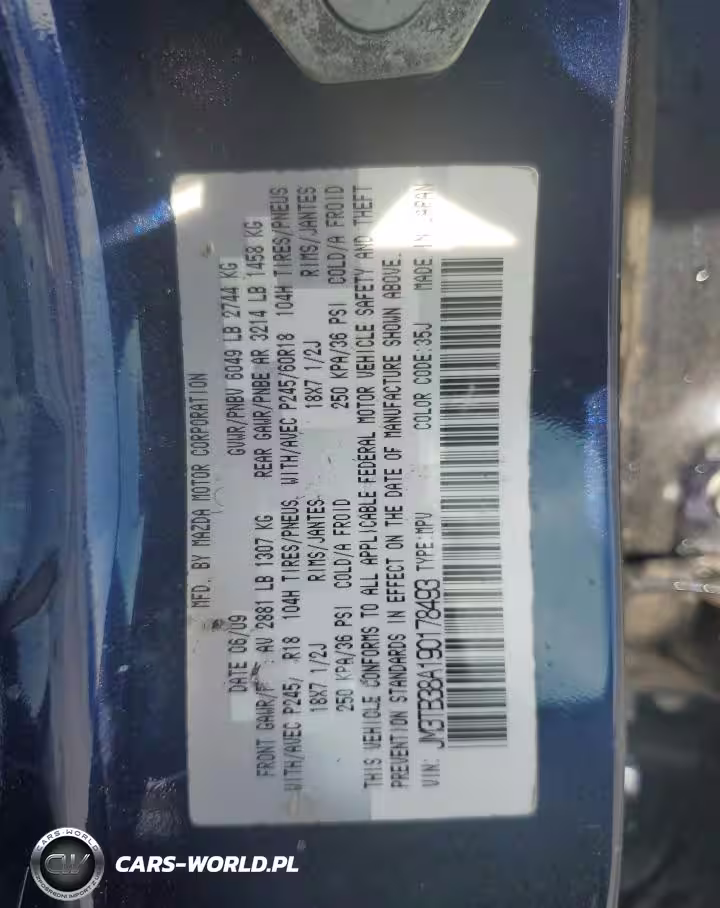 MFD. BY MAZDA MOTOR CORPORATION
DATE 06/09 GVWR/PNBV 6049 LB 2744 KG
FRONT GAWR/P AV 2881 LB 1307 KG REAR GAWR/PNBE AR 3214 LB 1458 KG
WITH/AVEC P245/ R18 104H TIRES/PNEUS, WITH/AVEC P245/60R18 104H TIRES/PNEUS
18X7 1/2J RIMS/JANTES, 18X7 1/2J RIMS/JANTES
250 KPA/36 PSI COLD/A FROID 250 KPA/36 PSI COLD/A FROID
THIS VEHICLE CONFORMS TO ALL APPLICABLE FEDERAL MOTOR VEHICLE SAFETY AND THEFT
PREVENTION STANDARDS IN EFFECT ON THE DATE OF MANUFACTURE SHOWN ABOVE.
VIN: JM3TB38A190178493 TYPE:MPV COLOR CODE:35J MADE IN JAPAN
CARS-WORLD
CARS-WORLD.PL